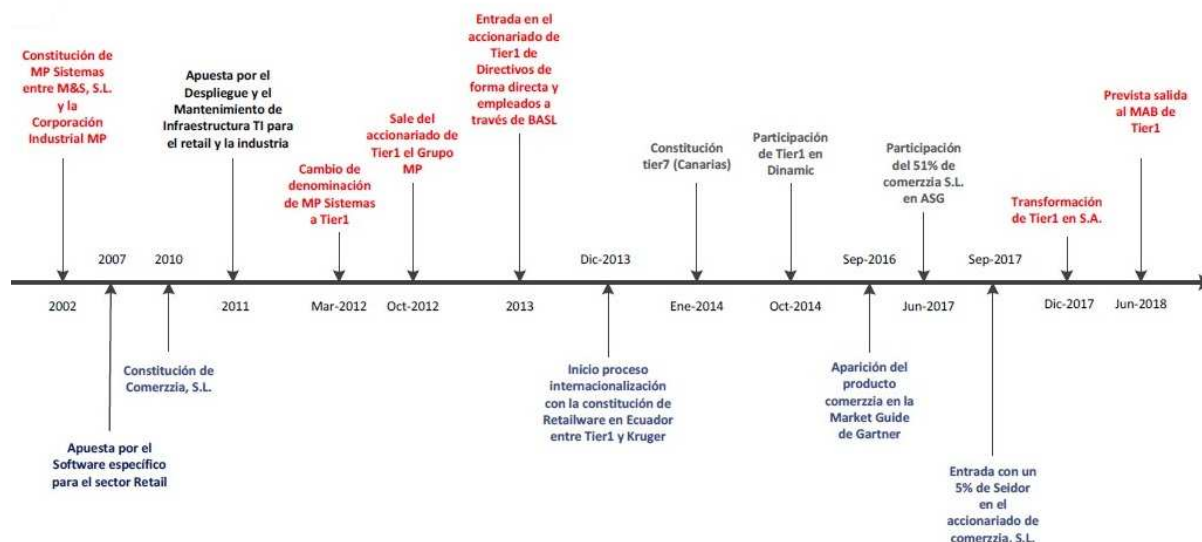 Constitución de
MP Sistemas
entre M&S, S.L.
y la
Corporación
Industrial MP
Apuesta por el
Despliegue y el
Mantenimiento de
Infraestructura TI para
el retail y la industria
Cambio de
denominación
de MP Sistemas
a Tier1
Sale del
accionariado de
Tier1 el Grupo
MP
Entrada en el
accionariado de
Tier1 de
Directivos de
forma directa y
empleados a
través de BASL
Constitución
tier7 (Canarias)
Participación
de Tier1 en
Dinamic
Participación
del 51% de
comerzzia S.L.
en ASG
Transformación
de Tier1 en S.A.
Prevista salida
al MAB de
Tier1
2007
2010
Dic-2013
Sep-2016
Sep-2017
2002
2011
Mar-2012
Oct-2012
2013
Ene-2014
Oct-2014
Jun-2017
Dic-2017
Jun-2018
Apuesta por el
Software específico
para el sector Retail
Constitución de
Comerzzia, S.L.
Inicio proceso
internacionalización
con la constitución de
Retailware en Ecuador
entre Tier1 y Kruger
Aparición del
producto
comerzzia en la
Market Guide
de Gartner
Entrada con un
5% de Seidor
en el
accionariado de
comerzzia, S.L.